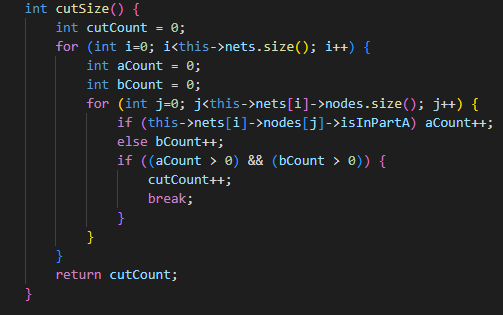 int cutSize() {
    int cutCount = 0;
    for (int i=0; i<this->nets.size(); i++) {
        int aCount = 0;
        int bCount = 0;
        for (int j=0; j<this->nets[i]->nodes.size(); j++) {
            if (this->nets[i]->nodes[j]->isInPartA) aCount++;
            else bCount++;
            if ((aCount > 0) && (bCount > 0)) {
                cutCount++;
                break;
            }
        }
    }
    return cutCount;
}